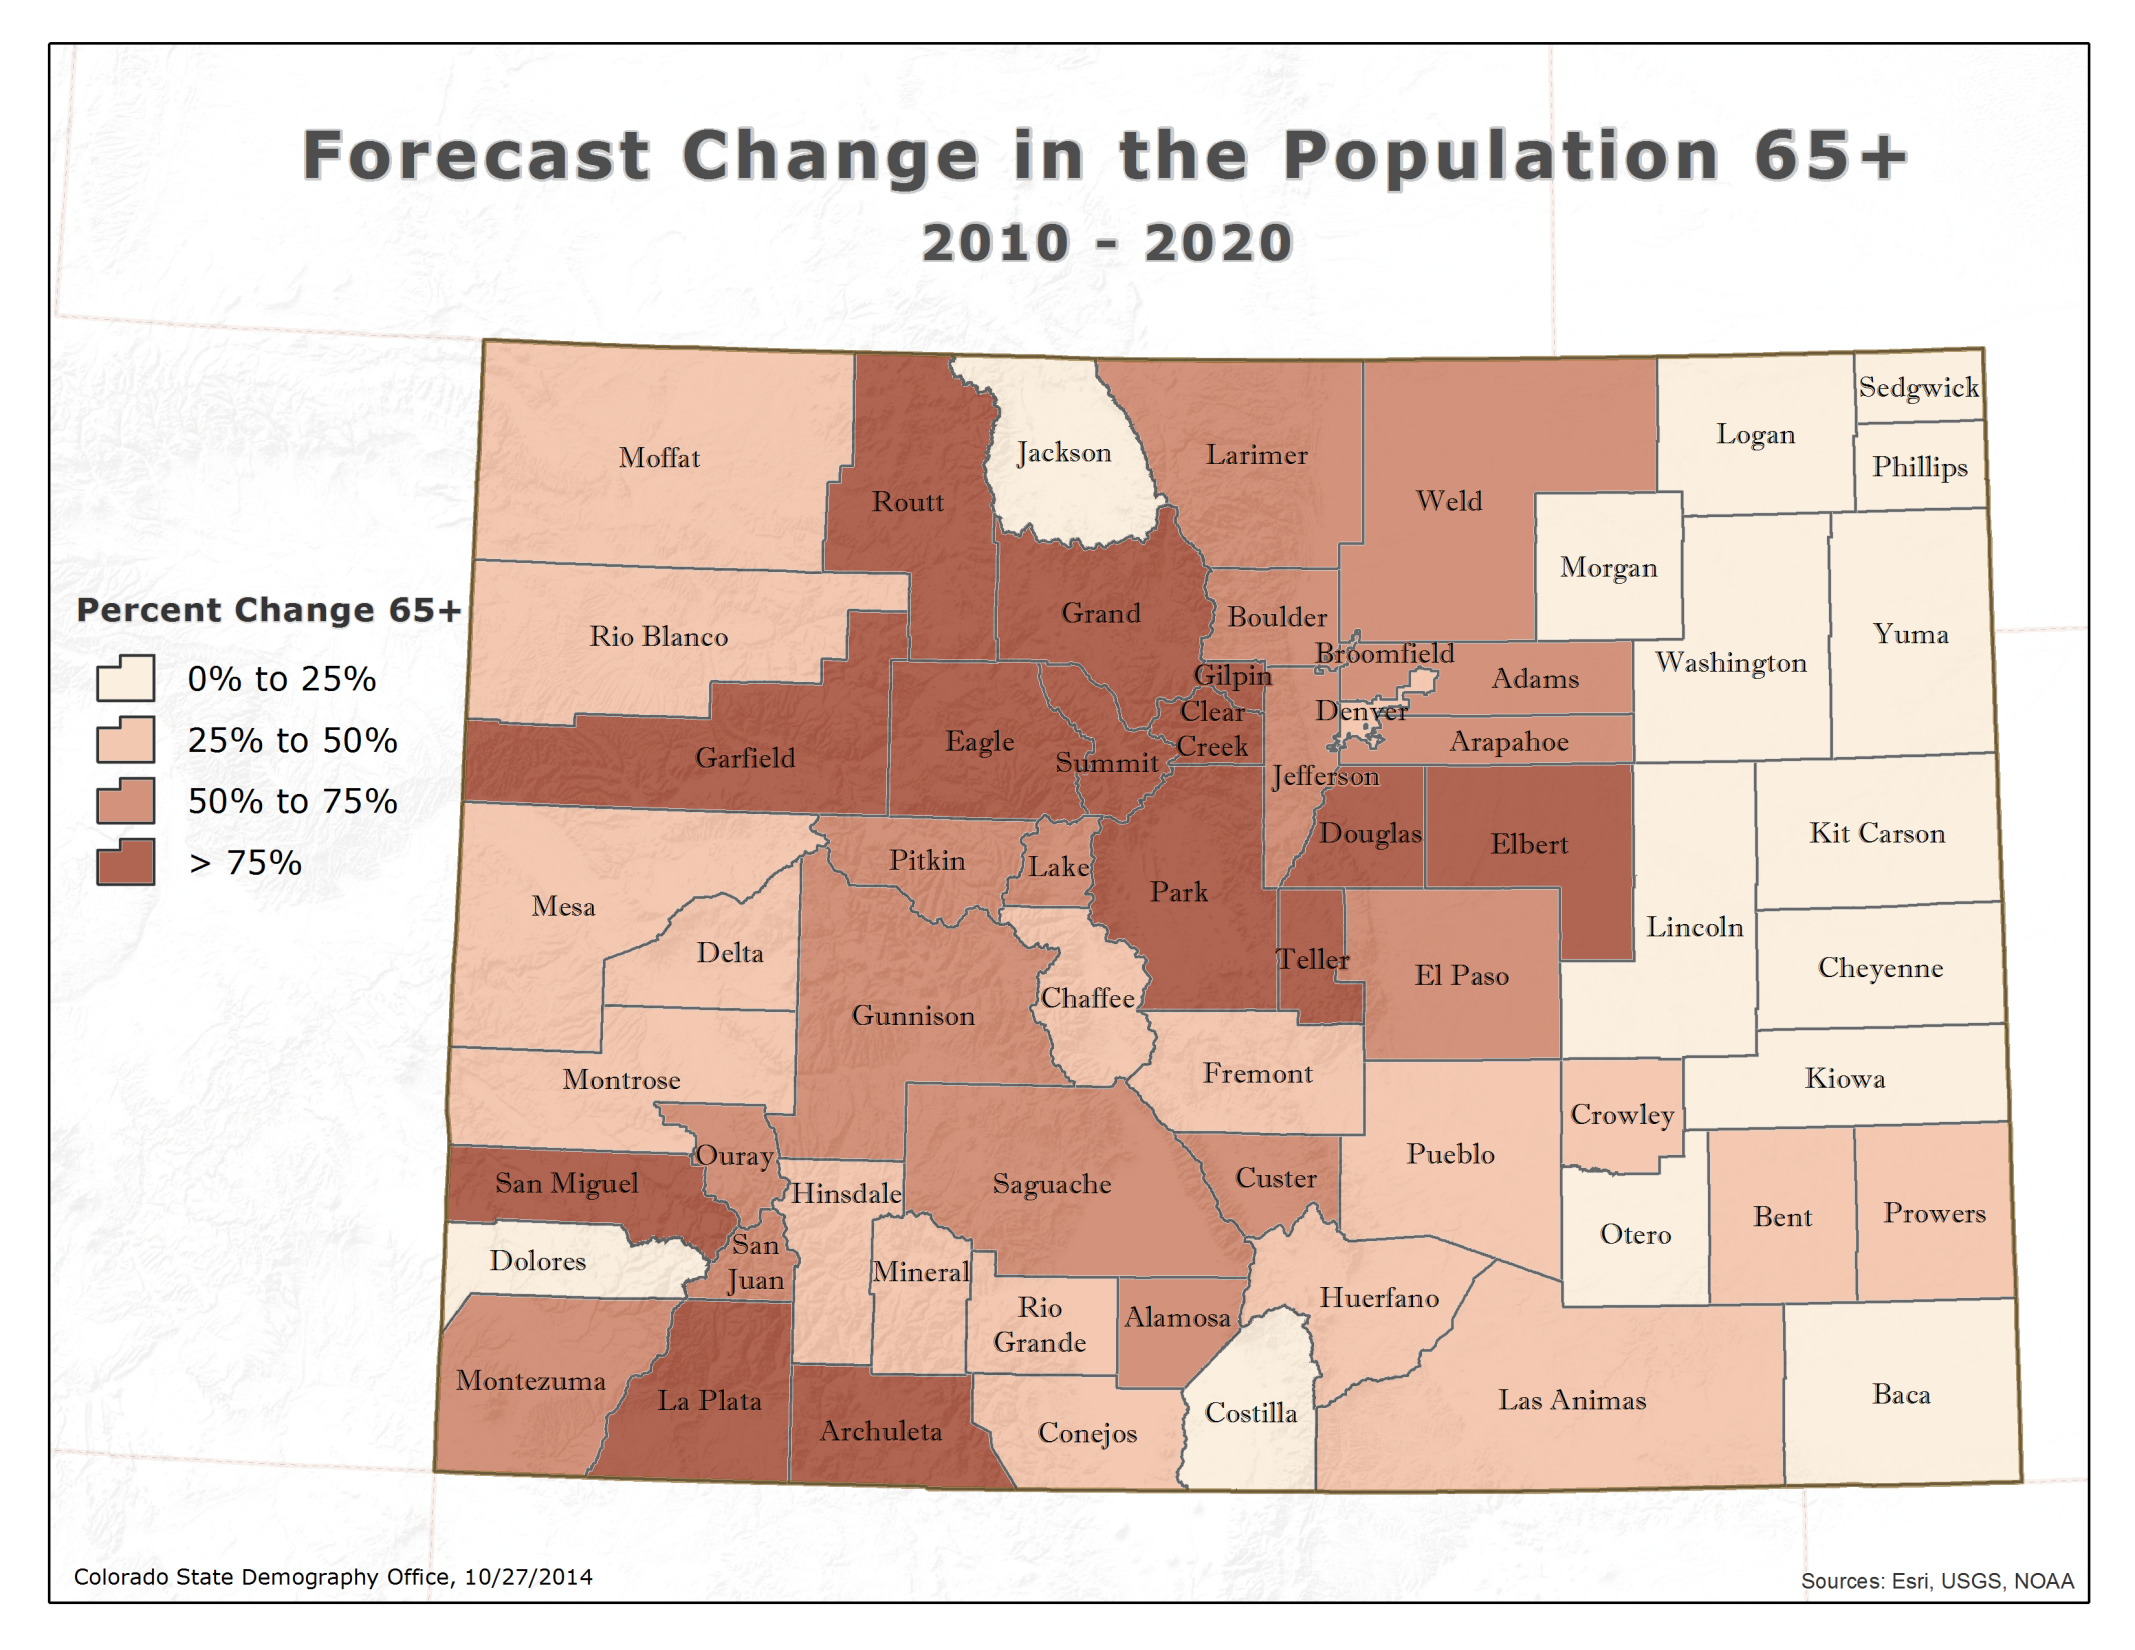 Forecast Change in the Population 65+
2010 - 2020
Percent Change 65+
0% to 25%
25% to 50%
50% to 75%
> 75%
Moffat
Routt
Jackson
Larimer
Weld
Logan
Sedgwick
Phillips
Morgan
Rio Blanco
Grand
Boulder
Broomfield
Washington
Yuma
Gilpin
Adams
Garfield
Eagle
Summit
Clear
Creek
Denver
Arapahoe
Jefferson
Douglas
Elbert
Kit Carson
Mesa
Pitkin
Lake
Park
Lincoln
Delta
Teller
El Paso
Cheyenne
Gunnison
Chaffee
Montrose
Fremont
Crowley
Kiowa
Ouray
Pueblo
San Miguel
Hinsdale
Saguache
Custer
Otero
Bent
Prowers
Dolores
San
Juan
Mineral
Rio
Grande
Alamosa
Huerfano
Montezuma
La Plata
Archuleta
Conejos
Costilla
Las Animas
Baca
Colorado State Demography Office, 10/27/2014
Sources: Esri, USGS, NOAA